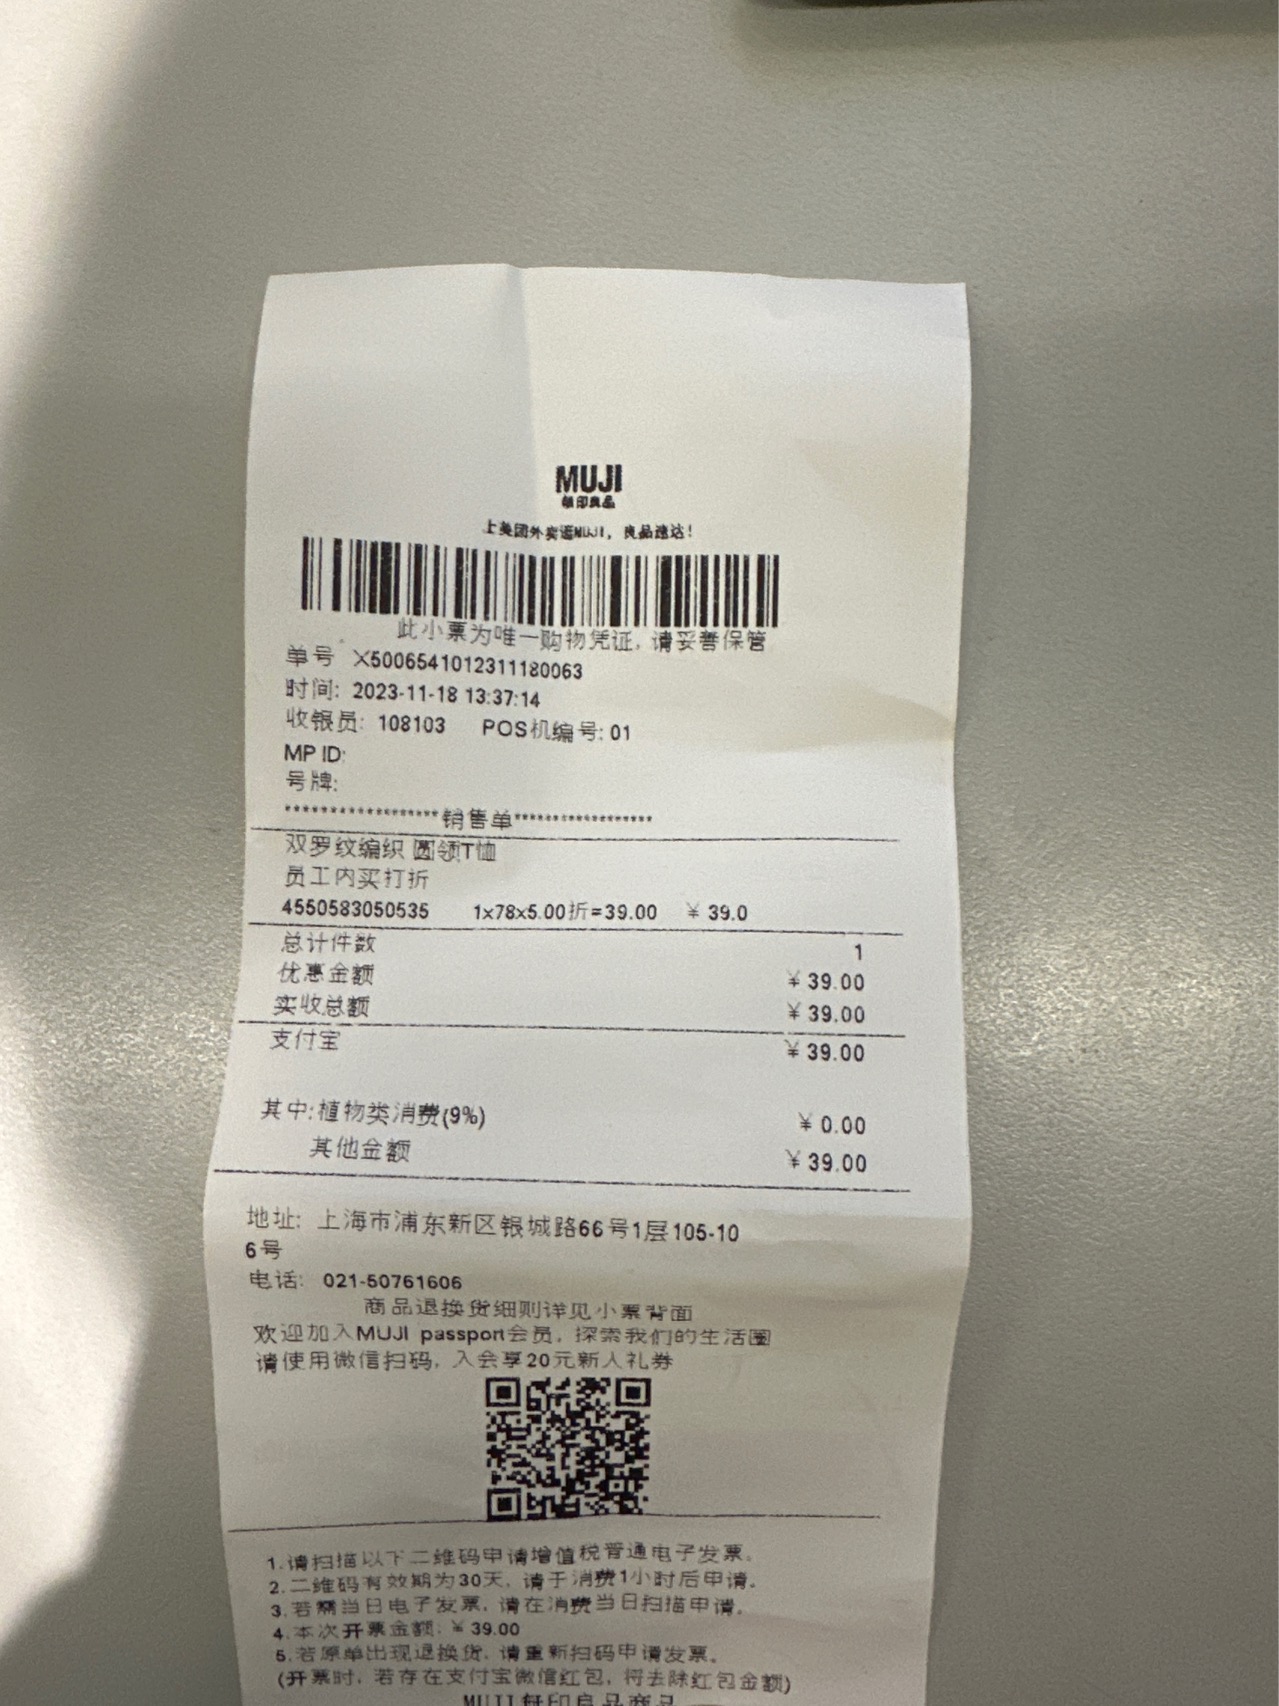 MUJI
無印良品
上美团外卖逛MUJI，良品速达！
此小票为唯一购物凭证, 请妥善保管
单号 X5006541012311180063
时间: 2023-11-18 13:37:14
收银员: 108103 POS机编号: 01
MP ID:
号牌:
******************销售单****************
双罗纹编织 圆领T恤
员工内买打折
4550583050535 1x78x5.00折=39.00 ￥ 39.0
总计件数 1
优惠金额 ￥ 39.00
实收总额 ￥ 39.00
支付宝 ￥ 39.00
其中:植物类消费(9%) ￥ 0.00
其他金额 ￥ 39.00
地址: 上海市浦东新区银城路66号1层105-10
6号
电话: 021-50761606
商品退换货细则详见小票背面
欢迎加入MUJI passport会员, 探索我们的生活圈
请使用微信扫码, 入会享20元新人礼券
1.请扫描以下二维码申请增值税普通电子发票。
2.二维码有效期为30天, 请于消费1小时后申请。
3.若需当日电子发票, 请在消费当日扫描申请。
4.本次开票金额: ￥ 39.00
5.若原单出现退换货, 请重新扫码申请发票。
(开票时, 若存在支付宝微信红包, 将去除红包金额)
MUJI 無印良品商品